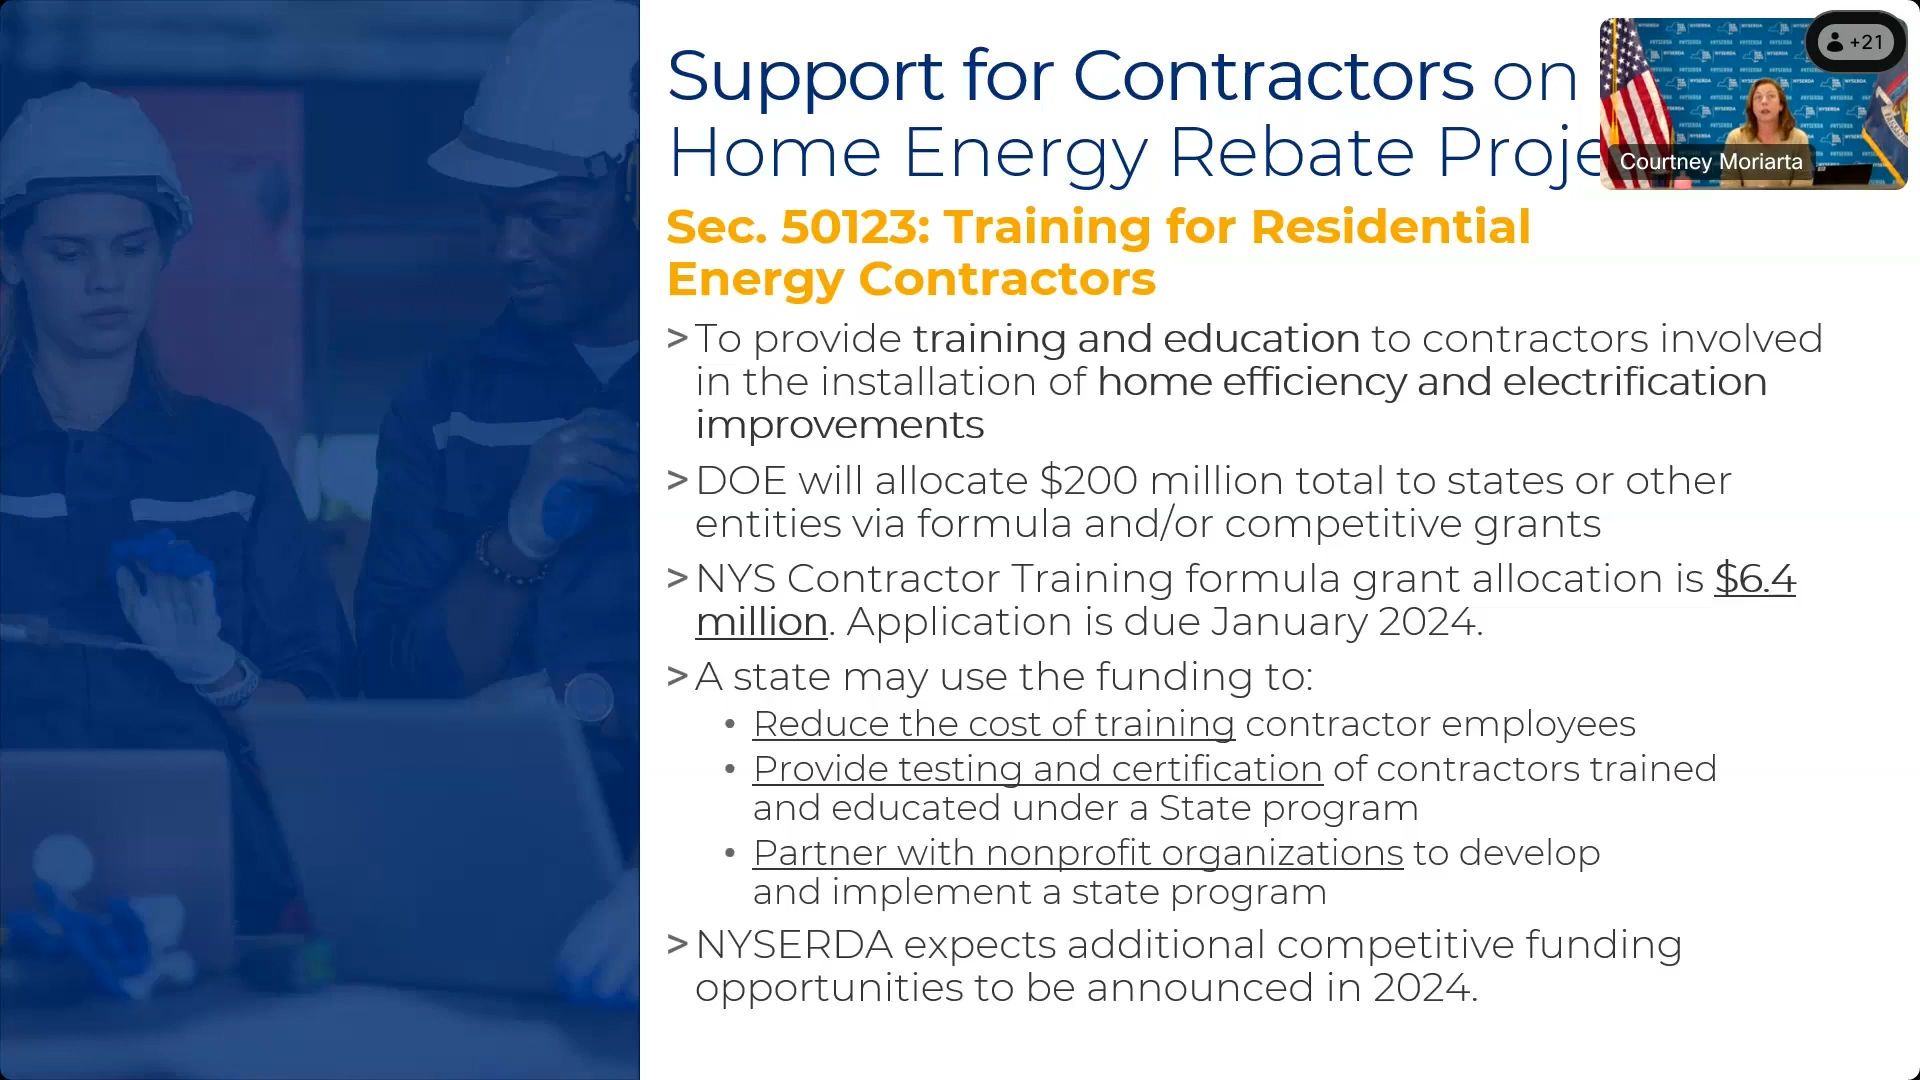 Support for Contractors on
Home Energy Rebate Proje
+21
Courtney Moriarta
Sec. 50123: Training for Residential
Energy Contractors
> To provide training and education to contractors involved
in the installation of home efficiency and electrification
improvements
> DOE will allocate $200 million total to states or other
entities via formula and/or competitive grants
> NYS Contractor Training formula grant allocation is $6.4
million. Application is due January 2024.
> A state may use the funding to:
• Reduce the cost of training contractor employees
• Provide testing and certification of contractors trained
and educated under a State program
• Partner with nonprofit organizations to develop
and implement a state program
> NYSERDA expects additional competitive funding
opportunities to be announced in 2024.